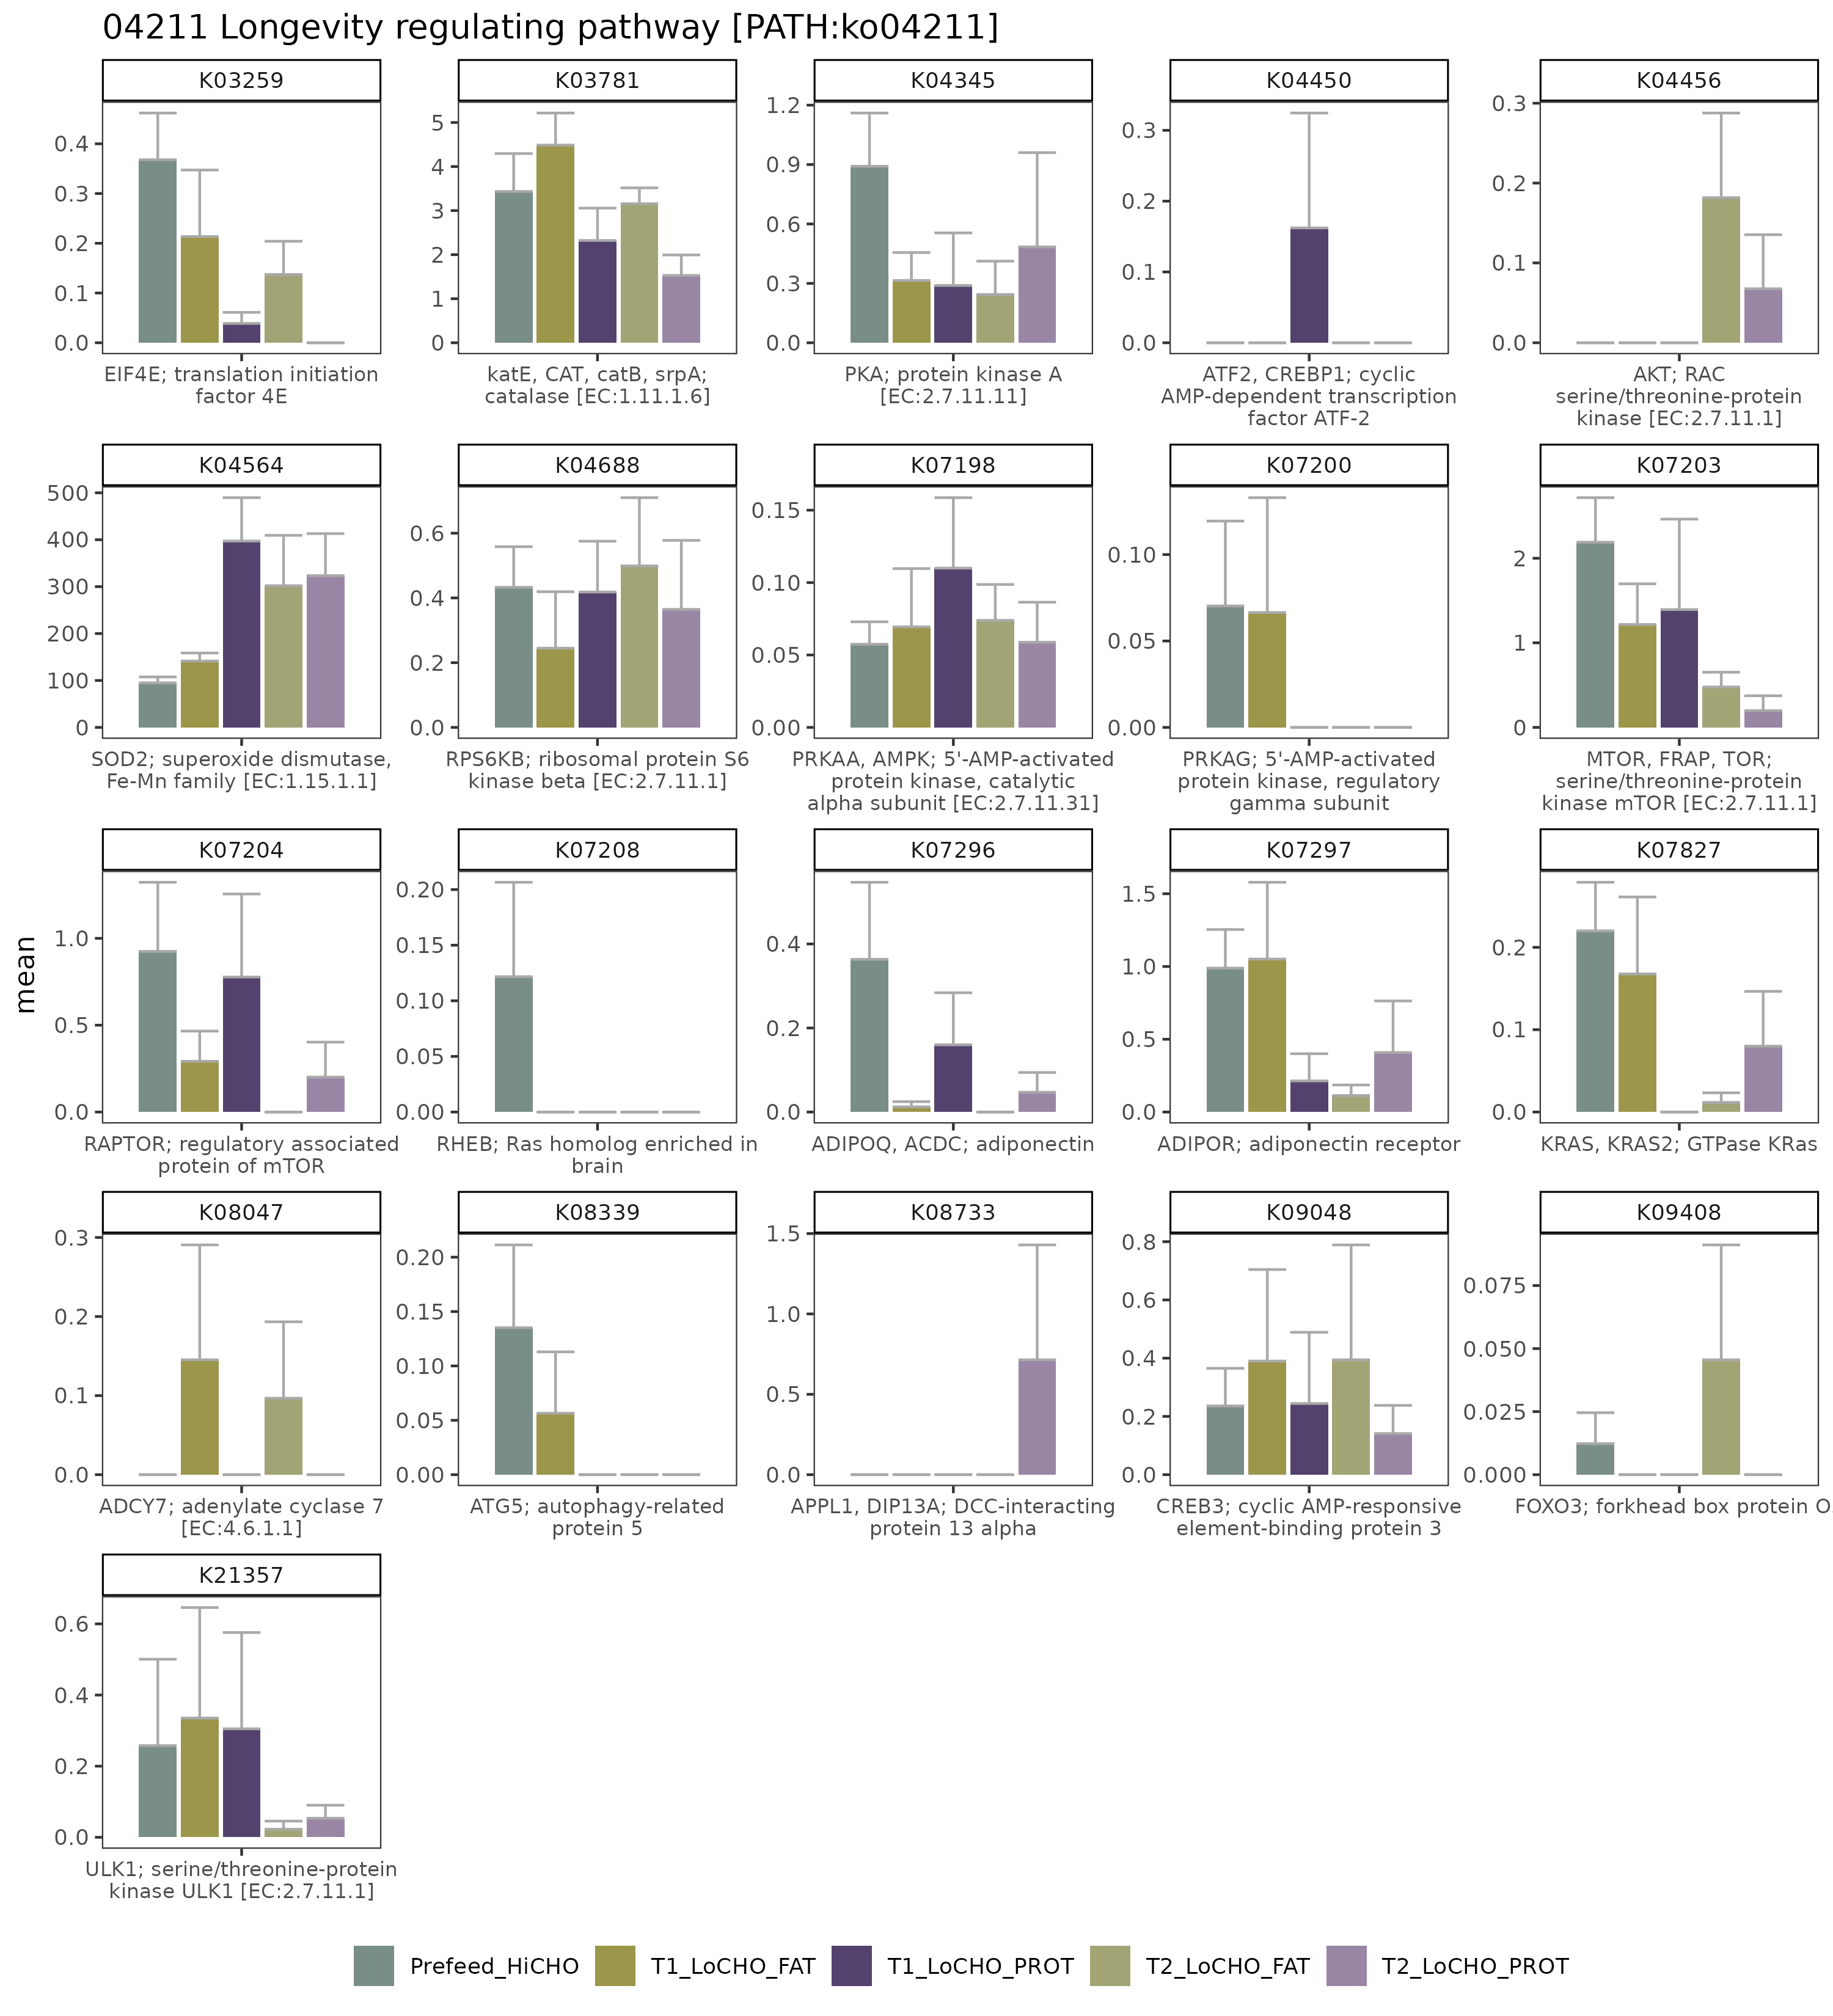 04211 Longevity regulating pathway [PATH:ko04211]
K03259
K03781
K04345
K04450
K04456
0.4
0.3
0.2
0.1
0.0
5
4
3
2
1
0
1.2
0.9
0.6
0.3
0.0
0.3
0.2
0.1
0.0
0.3
0.2
0.1
0.0
EIF4E; translation initiation
factor 4E
katE, CAT, catB, srpA;
catalase [EC:1.11.1.6]
PKA; protein kinase A
[EC:2.7.11.11]
ATF2, CREBP1; cyclic
AMP-dependent transcription
factor ATF-2
AKT; RAC
serine/threonine-protein
kinase [EC:2.7.11.1]
K04564
K04688
K07198
K07200
K07203
500
400
300
200
100
0
0.6
0.4
0.2
0.0
0.15
0.10
0.05
0.00
0.10
0.05
0.00
2
1
0
SOD2; superoxide dismutase,
Fe-Mn family [EC:1.15.1.1]
RPS6KB; ribosomal protein S6
kinase beta [EC:2.7.11.1]
PRKAA, AMPK; 5'-AMP-activated
protein kinase, catalytic
alpha subunit [EC:2.7.11.31]
PRKAG; 5'-AMP-activated
protein kinase, regulatory
gamma subunit
MTOR, FRAP, TOR;
serine/threonine-protein
kinase mTOR [EC:2.7.11.1]
mean
K07204
K07208
K07296
K07297
K07827
1.0
0.5
0.0
0.20
0.15
0.10
0.05
0.00
0.4
0.2
0.0
1.5
1.0
0.5
0.0
0.2
0.1
0.0
RAPTOR; regulatory associated
protein of mTOR
RHEB; Ras homolog enriched in
brain
ADIPOQ, ACDC; adiponectin
ADIPOR; adiponectin receptor
KRAS, KRAS2; GTPase KRas
K08047
K08339
K08733
K09048
K09408
0.3
0.2
0.1
0.0
0.20
0.15
0.10
0.05
0.00
1.5
1.0
0.5
0.0
0.8
0.6
0.4
0.2
0.0
0.075
0.050
0.025
0.000
ADCY7; adenylate cyclase 7
[EC:4.6.1.1]
ATG5; autophagy-related
protein 5
APPL1, DIP13A; DCC-interacting
protein 13 alpha
CREB3; cyclic AMP-responsive
element-binding protein 3
FOXO3; forkhead box protein O
K21357
0.6
0.4
0.2
0.0
ULK1; serine/threonine-protein
kinase ULK1 [EC:2.7.11.1]
Prefeed_HiCHO
T1_LoCHO_FAT
T1_LoCHO_PROT
T2_LoCHO_FAT
T2_LoCHO_PROT